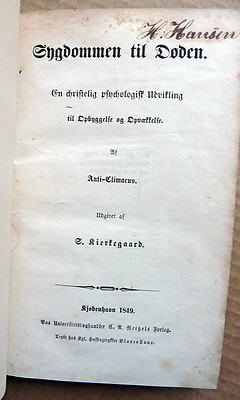 H. Hansen
Sygdommen til Døden.
En christelig psychologisk Udvikling
til Opbyggelse og Opvækkelse.
Af
Anti-Climacus.
Udgivet af
S. Kierkegaard.
Kjøbenhavn 1849.
Paa Universitetsboghandler C. A. Reitzels Forlag.
Trykt hos Kgl. Hofbogtrykker Bianco Luno.